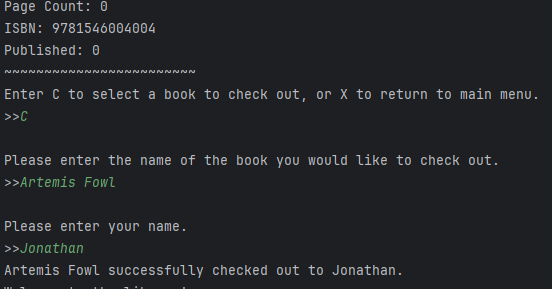 Page Count: 0
ISBN: 9781546004004
Published: 0
~~~~~~~~~~~~~~~~~~~~~~~~
Enter C to select a book to check out, or X to return to main menu.
>>C
Please enter the name of the book you would like to check out.
>>Artemis Fowl
Please enter your name.
>>Jonathan
Artemis Fowl successfully checked out to Jonathan.